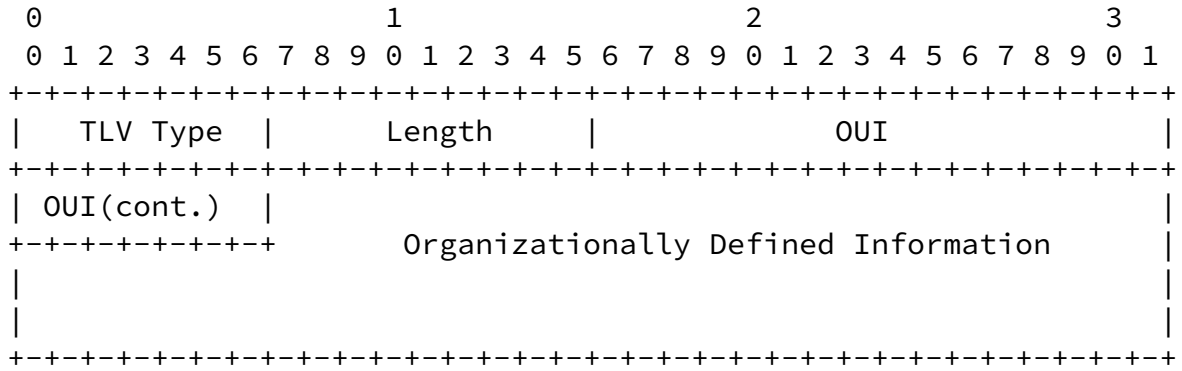 0                   1                   2                   3
 0 1 2 3 4 5 6 7 8 9 0 1 2 3 4 5 6 7 8 9 0 1 2 3 4 5 6 7 8 9 0 1
+-+-+-+-+-+-+-+-+-+-+-+-+-+-+-+-+-+-+-+-+-+-+-+-+-+-+-+-+-+-+-+-+
|   TLV Type  |      Length     |             OUI               |
+-+-+-+-+-+-+-+-+-+-+-+-+-+-+-+-+-+-+-+-+-+-+-+-+-+-+-+-+-+-+-+-+
| OUI(cont.)  |                                                 |
+-+-+-+-+-+-+-+       Organizationally Defined Information      |
|                                                               |
|                                                               |
+-+-+-+-+-+-+-+-+-+-+-+-+-+-+-+-+-+-+-+-+-+-+-+-+-+-+-+-+-+-+-+-+